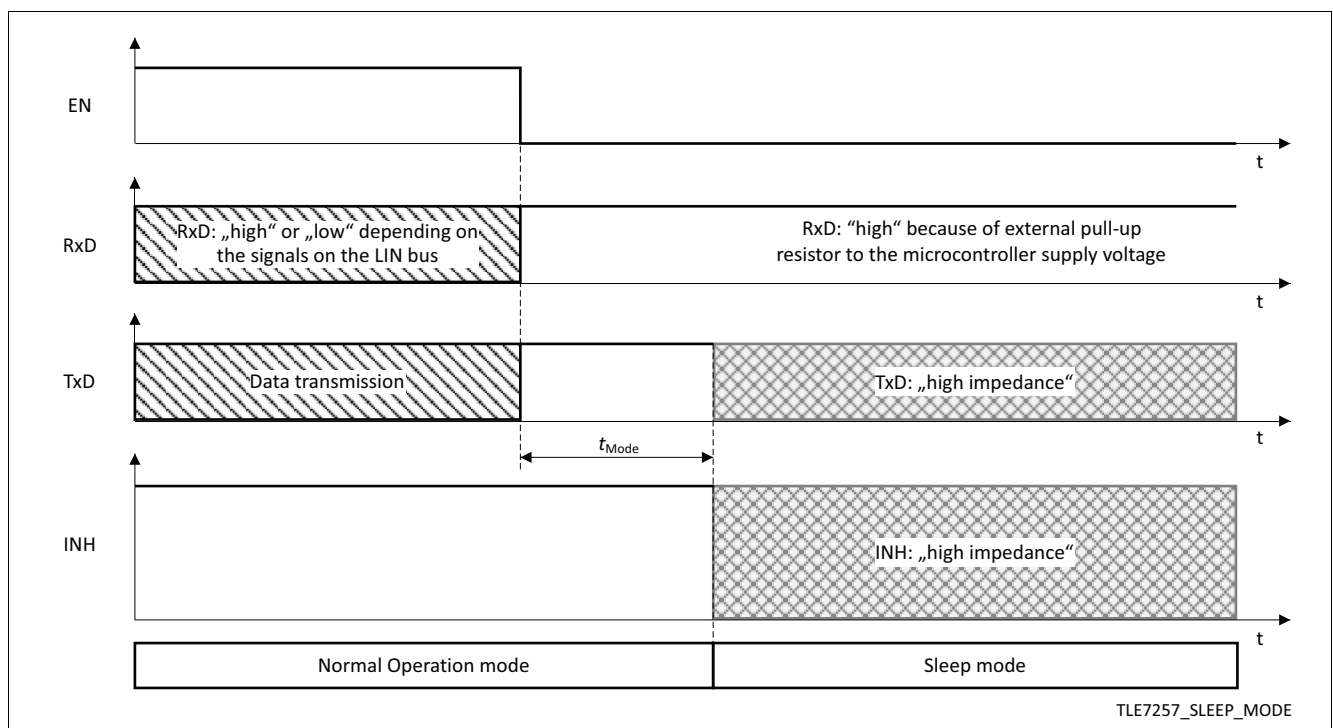 EN
t
RxD
RxD: „high“ or „low“ depending on
the signals on the LIN bus
RxD: “high“ because of external pull-up
resistor to the microcontroller supply voltage
t
TxD
Data transmission
TxD: „high impedance“
t
tMode
INH
INH: „high impedance“
t
Normal Operation mode
Sleep mode
TLE7257_SLEEP_MODE